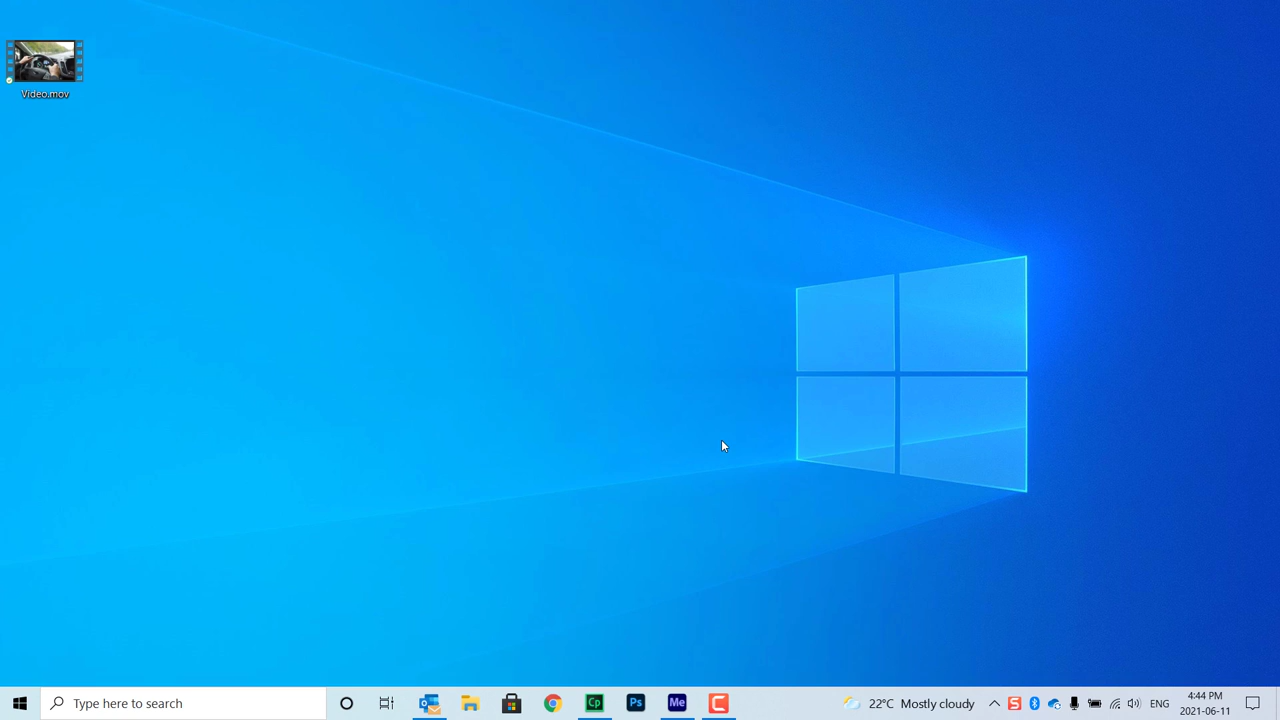 Video.mov
Type here to search
Cp
Ps
Me
C
22°C Mostly cloudy
S
ENG
4:44 PM
2021-06-11